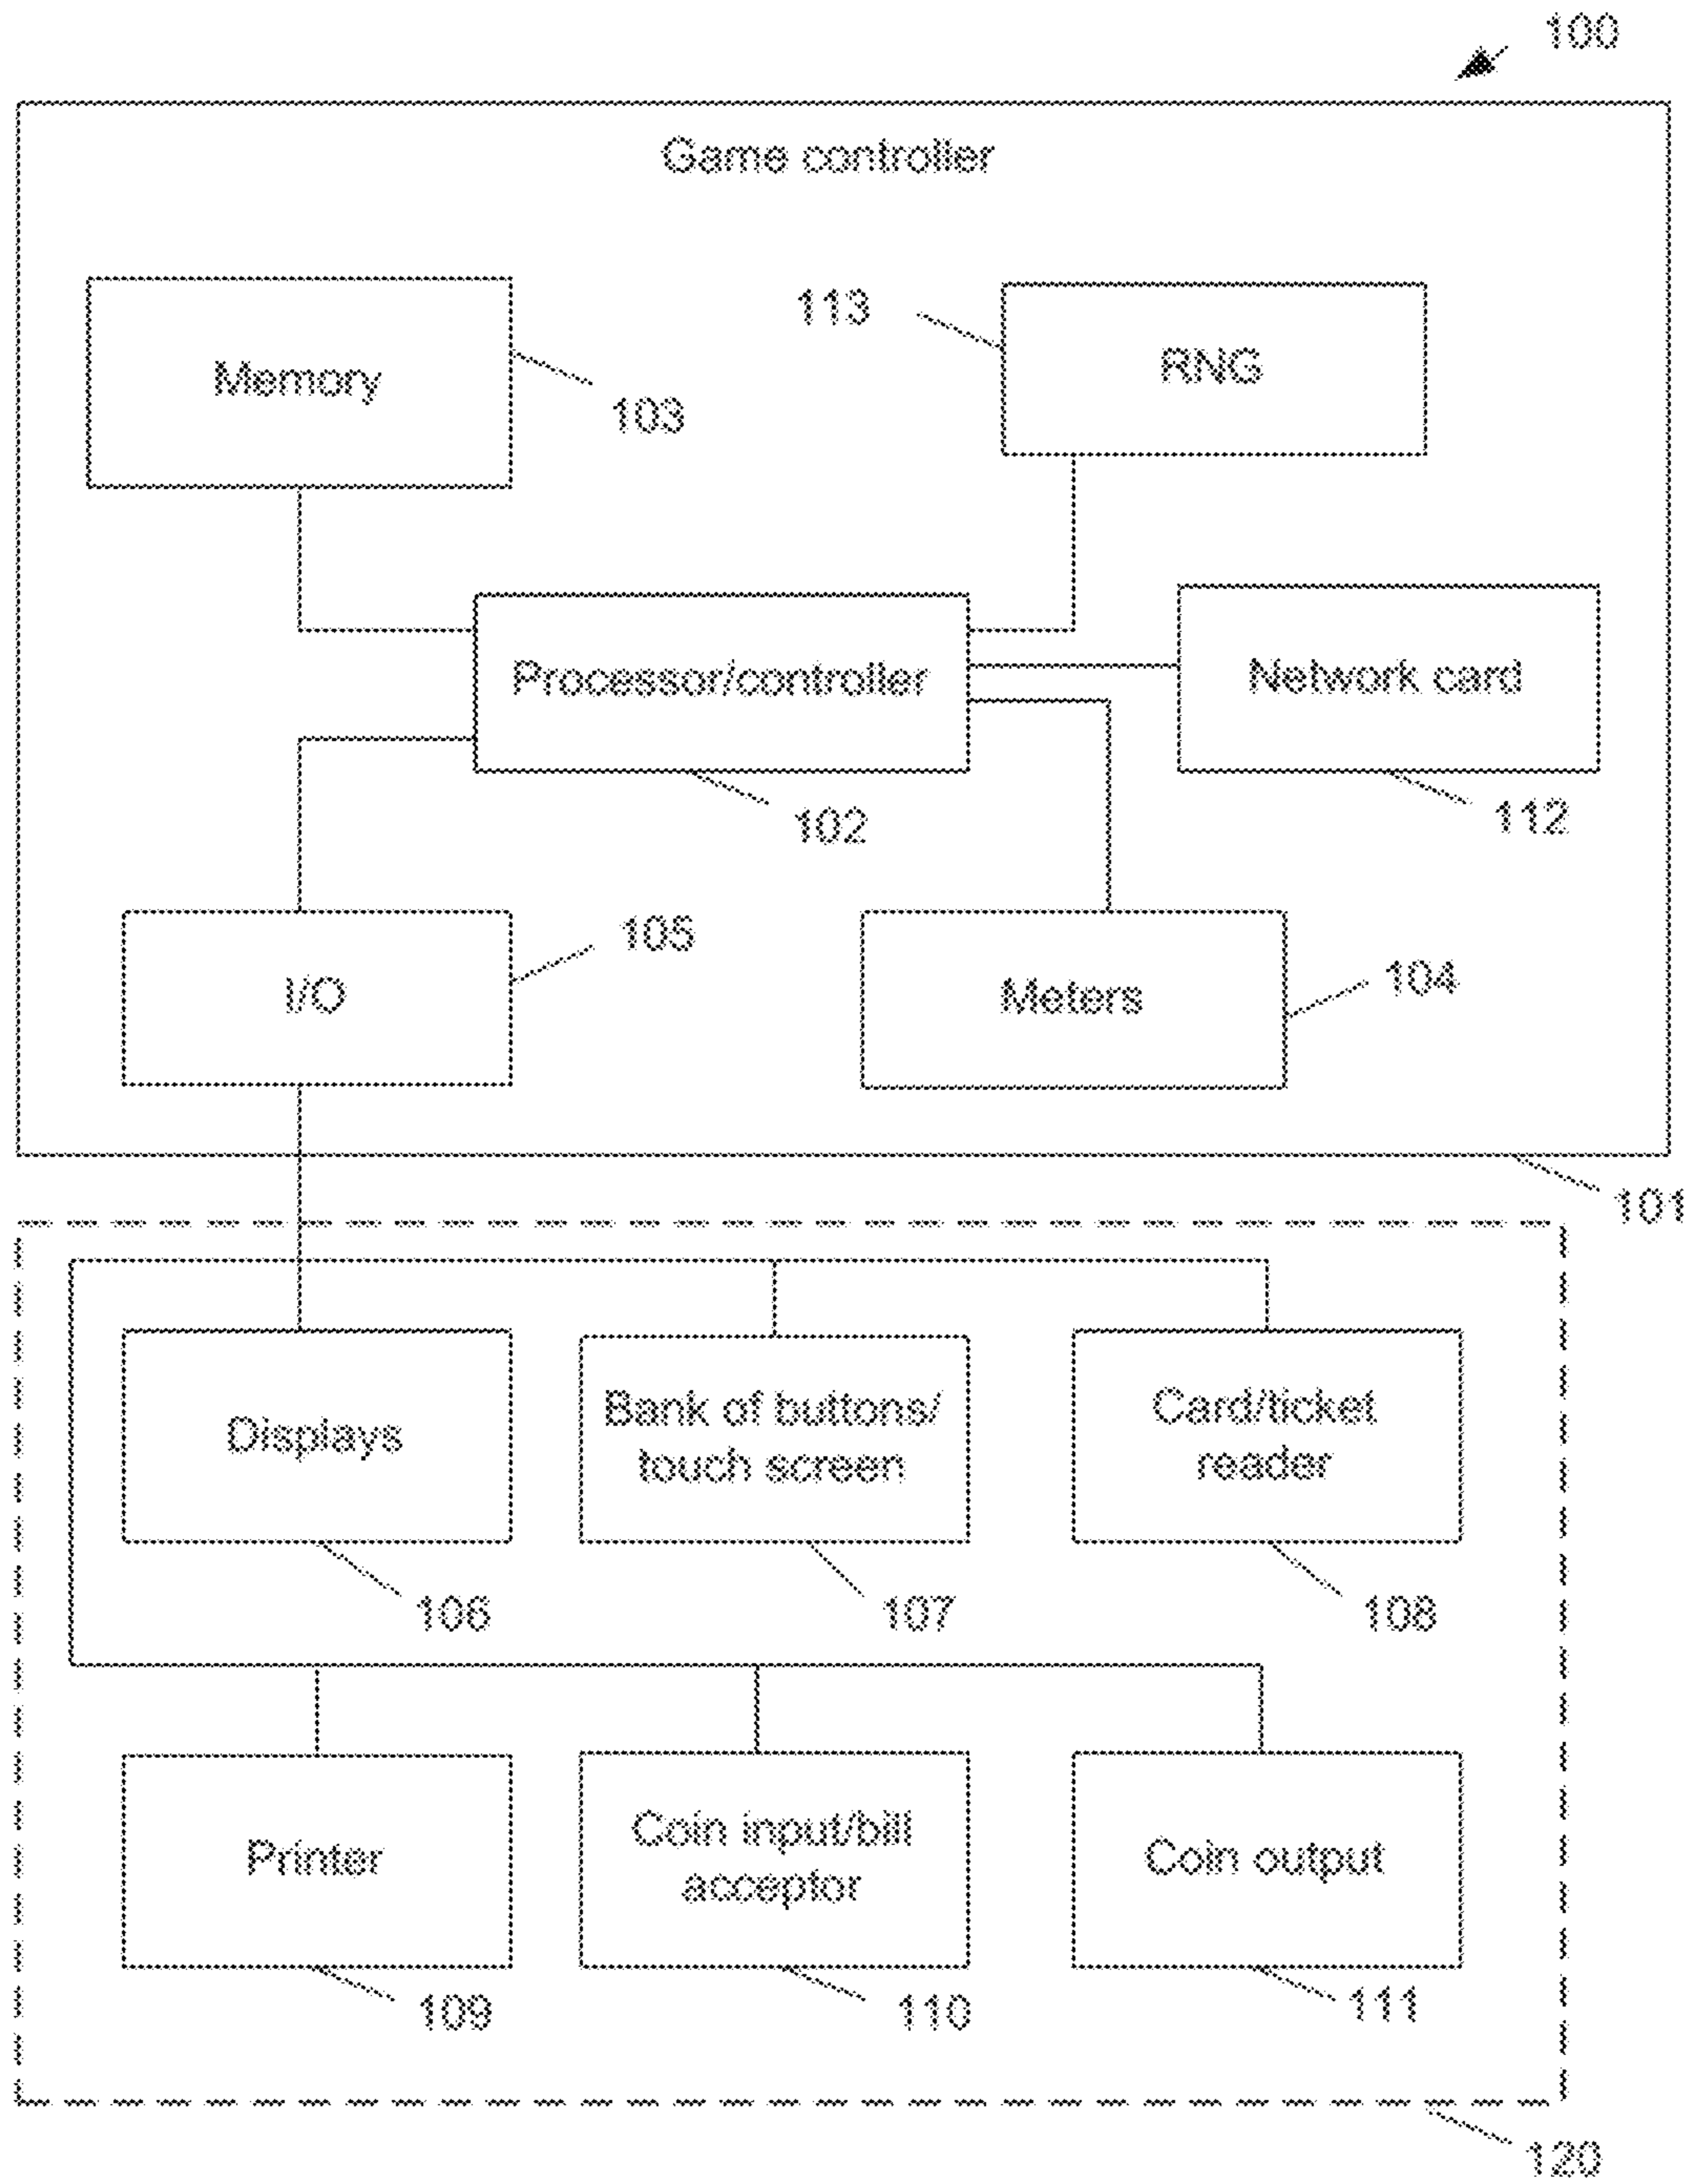 100
Game controller
Memory
103
113
RNG
Processor/controller
102
Network card
112
I/O
105
Meters
104
101
Displays
106
Bank of buttons/
touch screen
107
Card/ticket
reader
108
Printer
109
Coin input/bill
acceptor
110
Coin output
111
120